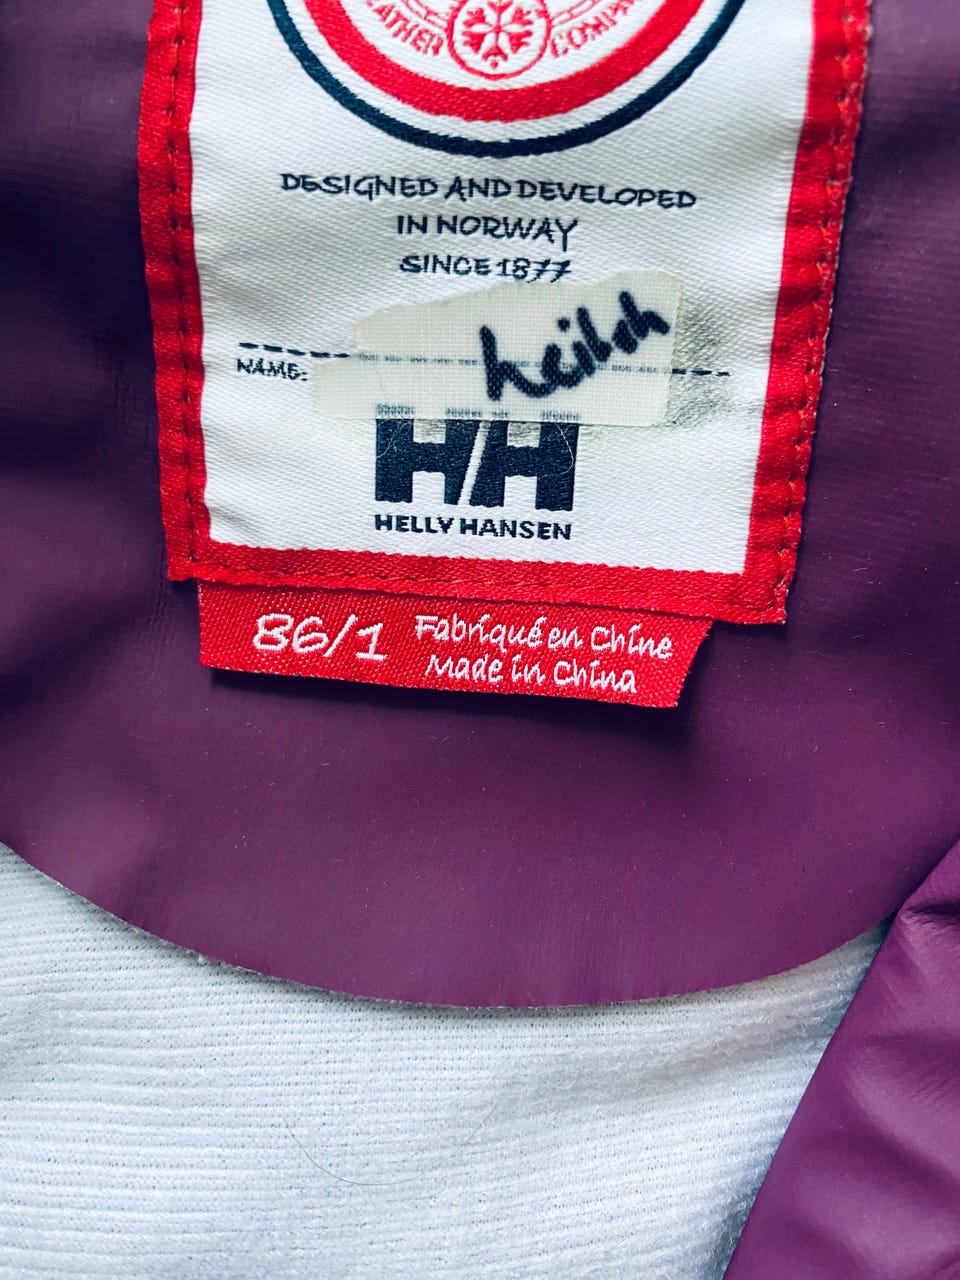 DESIGNED AND DEVELOPED
IN NORWAY
SINCE 1877
NAME:
HH
HELLY HANSEN
86/1
Fabriqué en Chine
Made in China